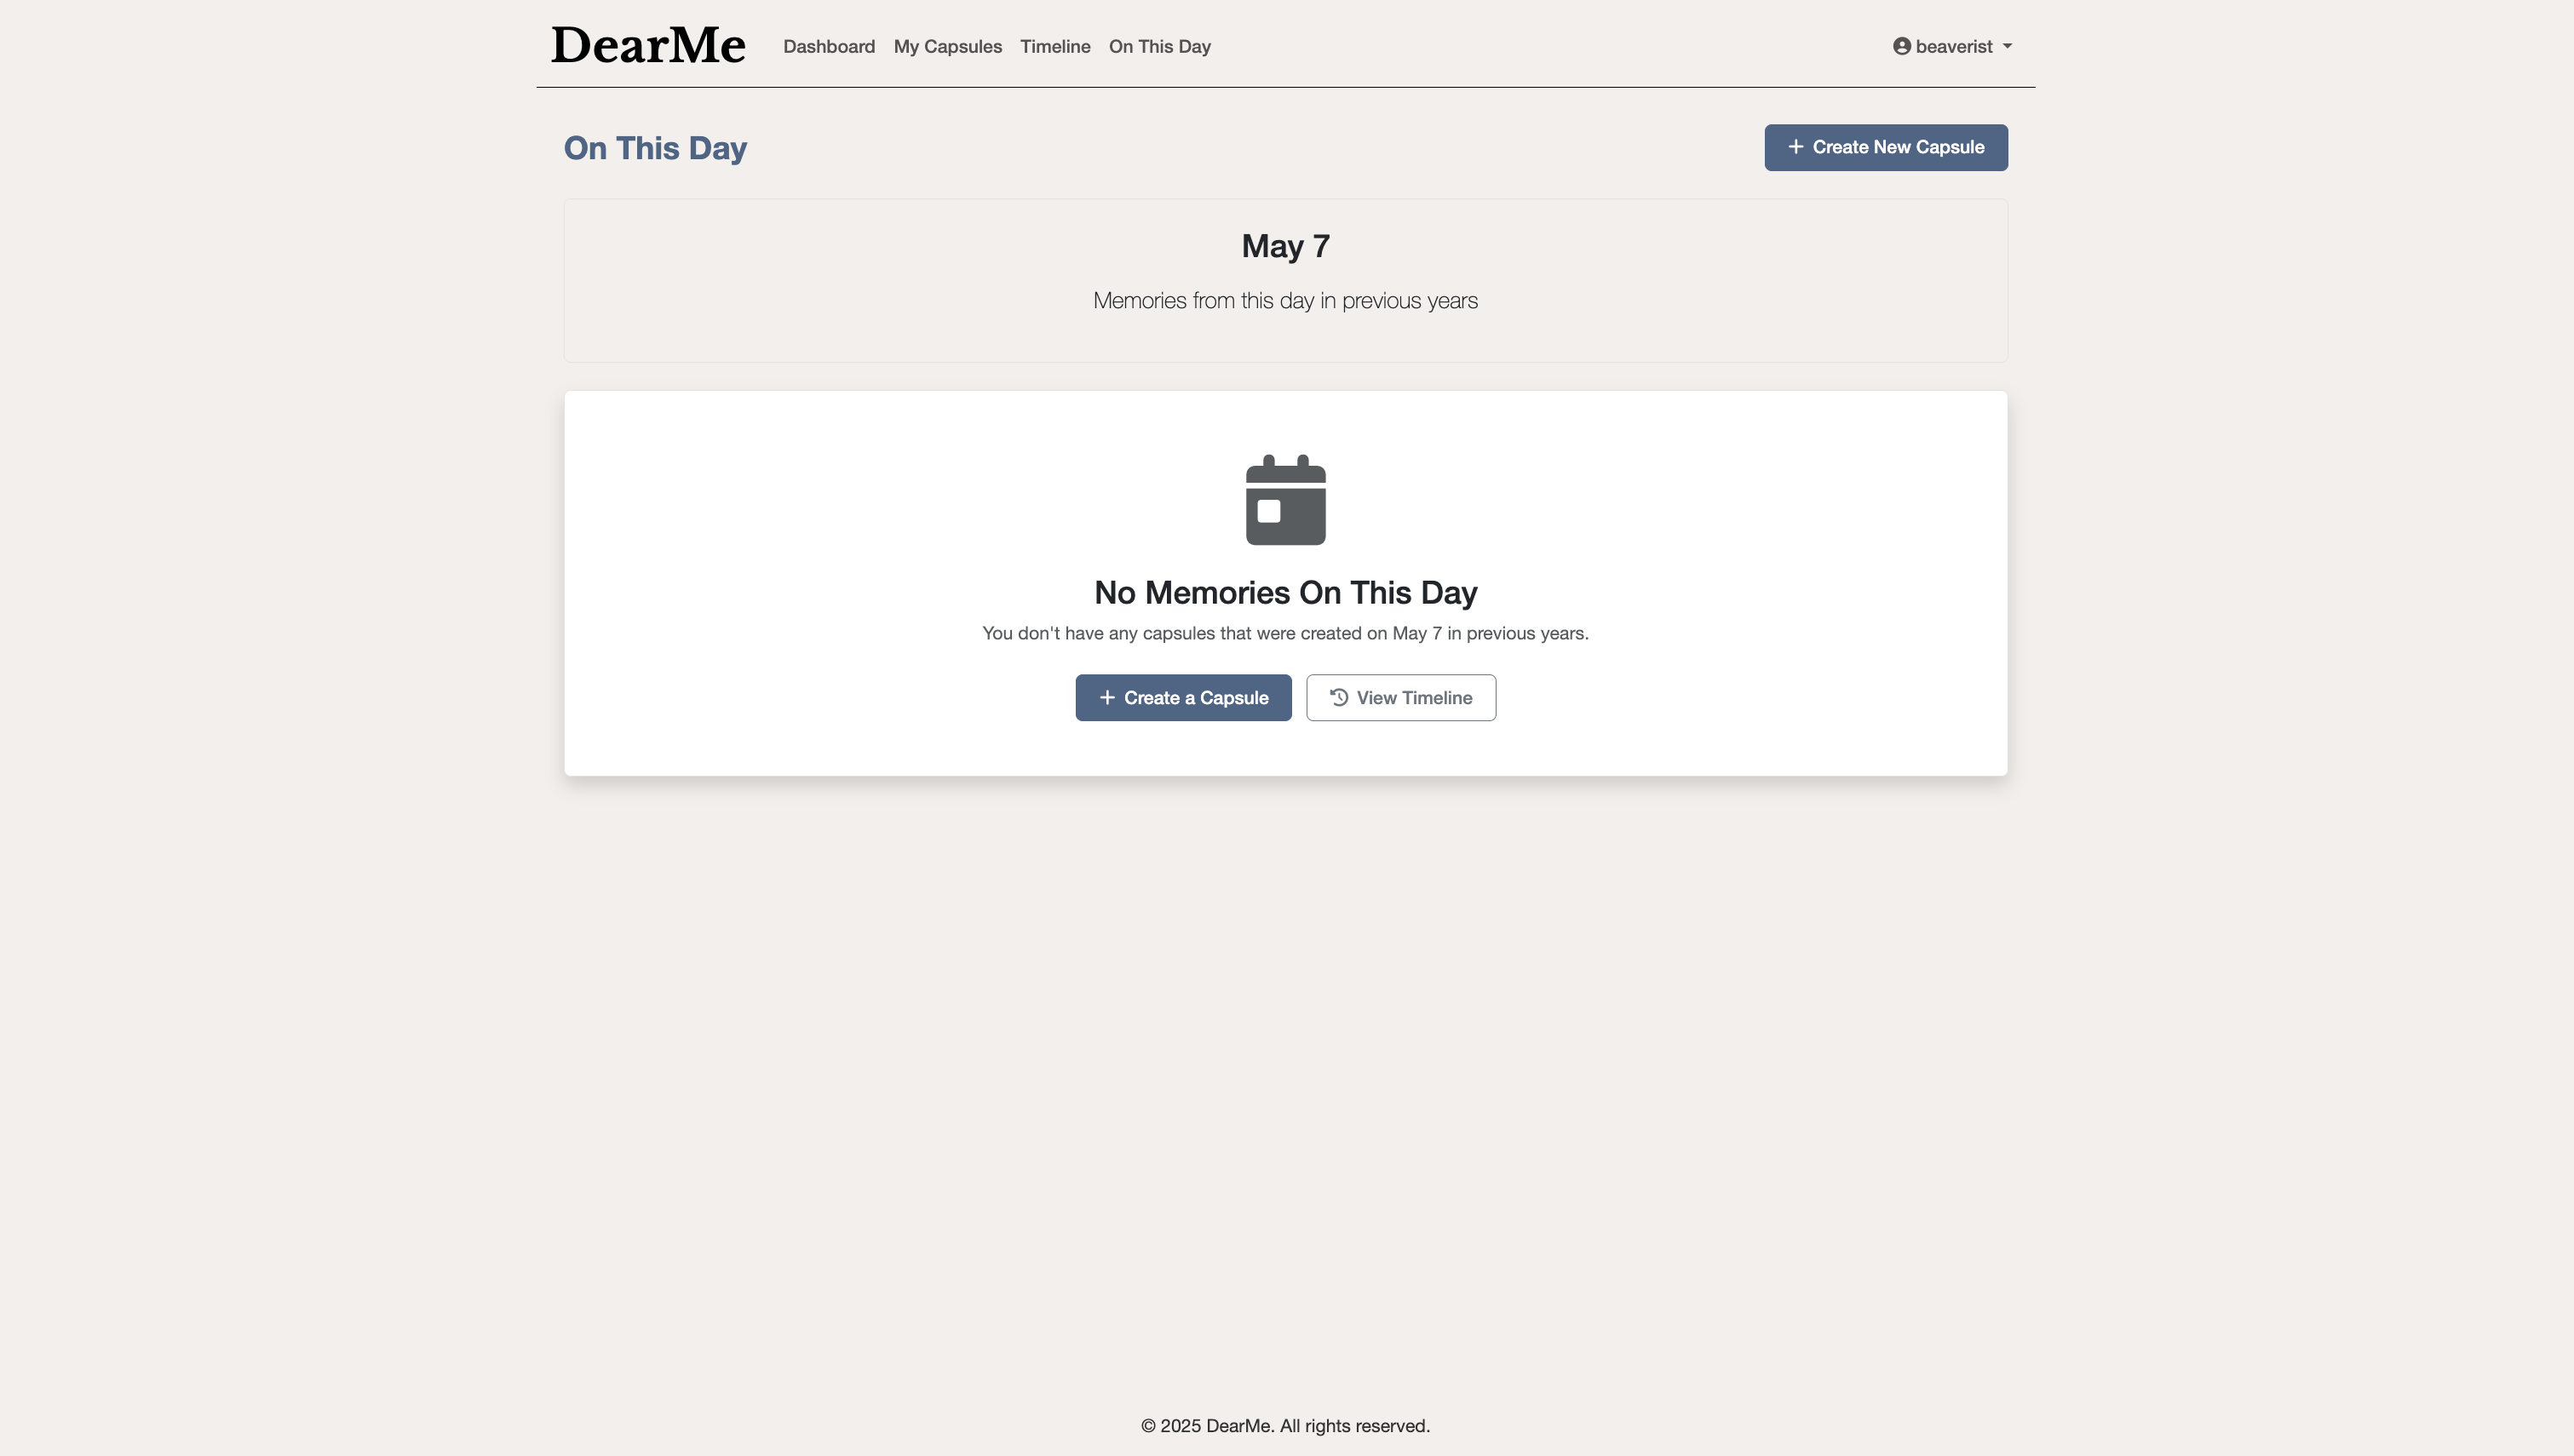 DearMe
Dashboard My Capsules Timeline On This Day
beaverist
On This Day
+ Create New Capsule
May 7
Memories from this day in previous years
No Memories On This Day
You don't have any capsules that were created on May 7 in previous years.
+ Create a Capsule
View Timeline
© 2025 DearMe. All rights reserved.